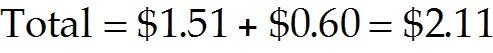 Total = $1.51 + $0.60 = $2.11